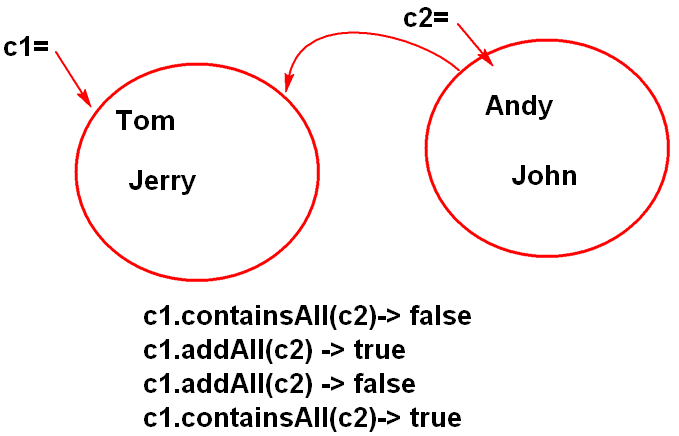 c1=
c2=
Tom
Jerry
Andy
John
c1.containsAll(c2)-> false
c1.addAll(c2) -> true
c1.addAll(c2) -> false
c1.containsAll(c2)-> true